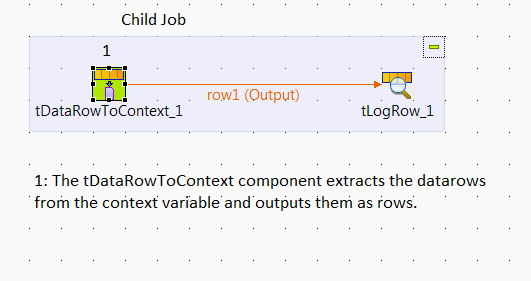 Child Job
1
row1 (Output)
tDataRowToContext_1
tLogRow_1
1: The tDataRowToContext component extracts the datarows
from the context variable and outputs them as rows.